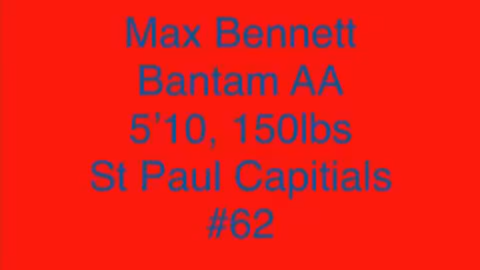 Max Bennett
Bantam AA
5’10, 150lbs
St Paul Capitials
#62